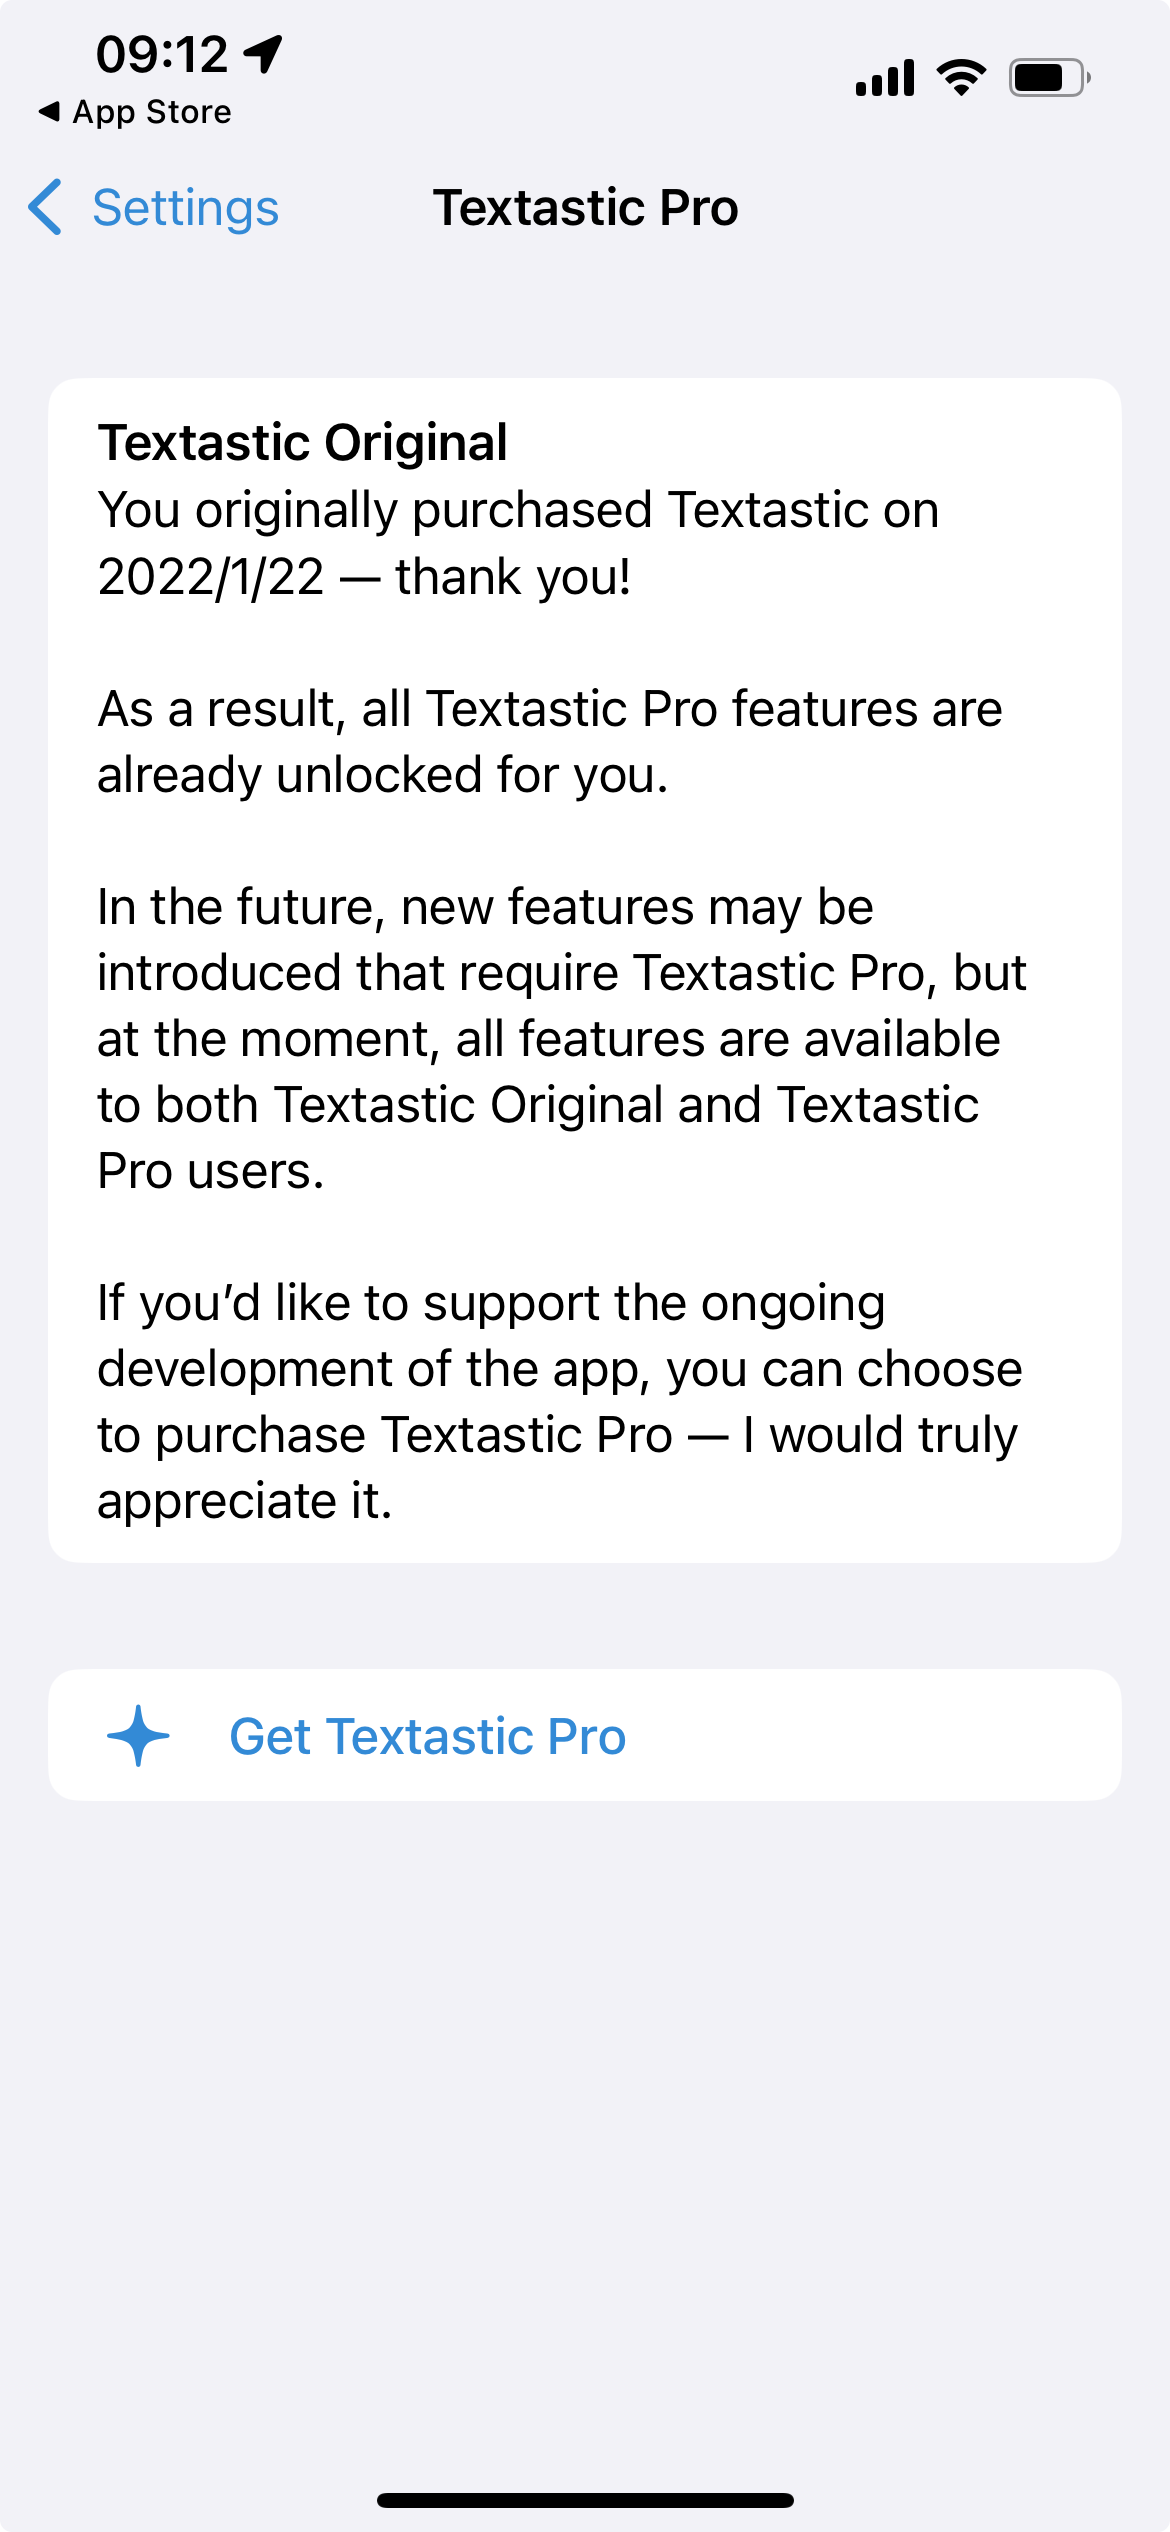 09:12
App Store
Settings
Textastic Pro
Textastic Original
You originally purchased Textastic on
2022/1/22 — thank you!
As a result, all Textastic Pro features are
already unlocked for you.
In the future, new features may be
introduced that require Textastic Pro, but
at the moment, all features are available
to both Textastic Original and Textastic
Pro users.
If you’d like to support the ongoing
development of the app, you can choose
to purchase Textastic Pro — I would truly
appreciate it.
Get Textastic Pro